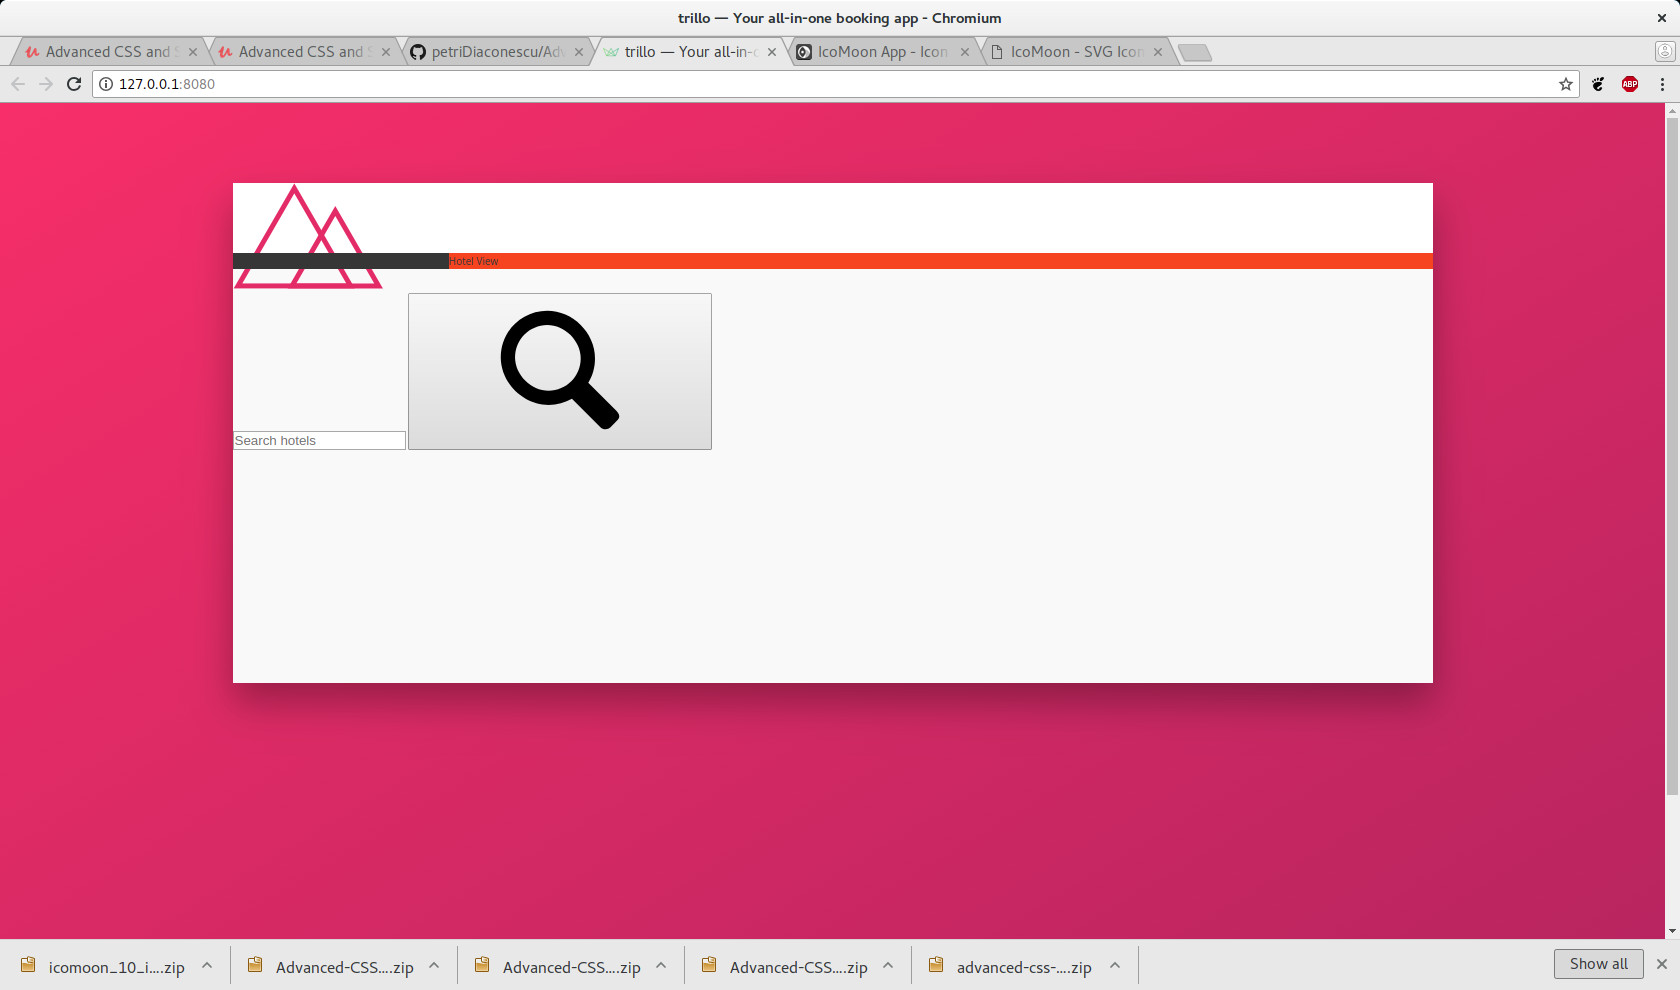 trillo — Your all-in-one booking app - Chromium
Advanced CSS and S
Advanced CSS and S
petriDiaconescu/Adv
trillo — Your all-in-o
IcoMoon App - Icon
IcoMoon - SVG Icon
127.0.0.1:8080
ABP
Hotel View
Search hotels
icomoon_10_i....zip
Advanced-CSS....zip
Advanced-CSS....zip
Advanced-CSS....zip
advanced-css-....zip
Show all